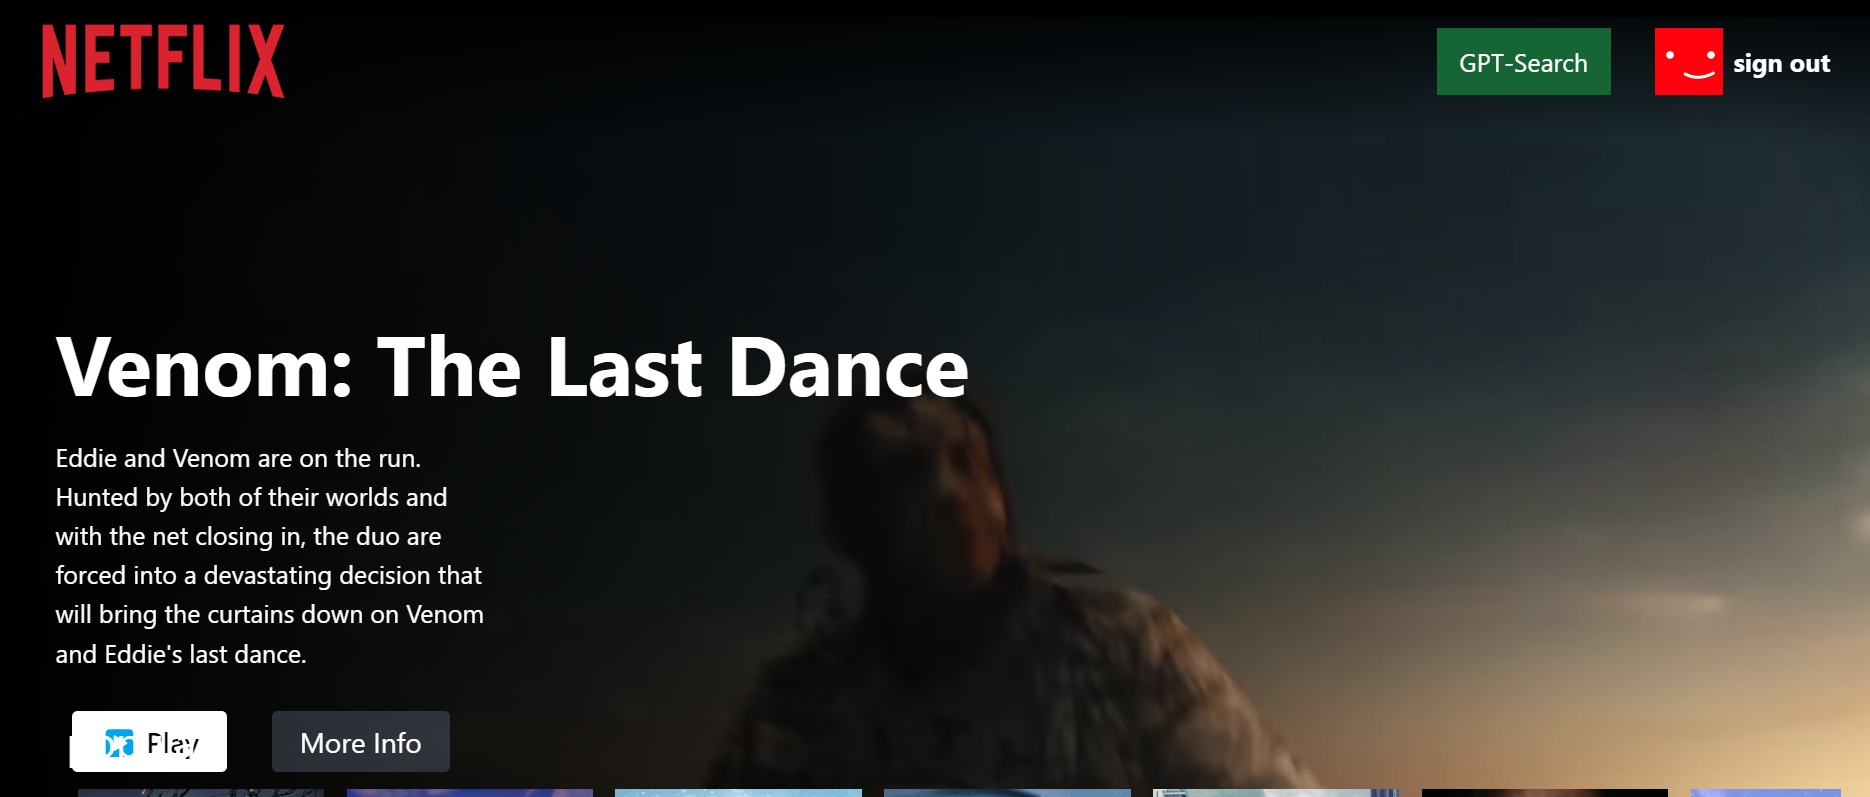 NETFLIX
GPT-Search
sign out
Venom: The Last Dance
Eddie and Venom are on the run.
Hunted by both of their worlds and
with the net closing in, the duo are
forced into a devastating decision that
will bring the curtains down on Venom
and Eddie's last dance.
Play
More Info